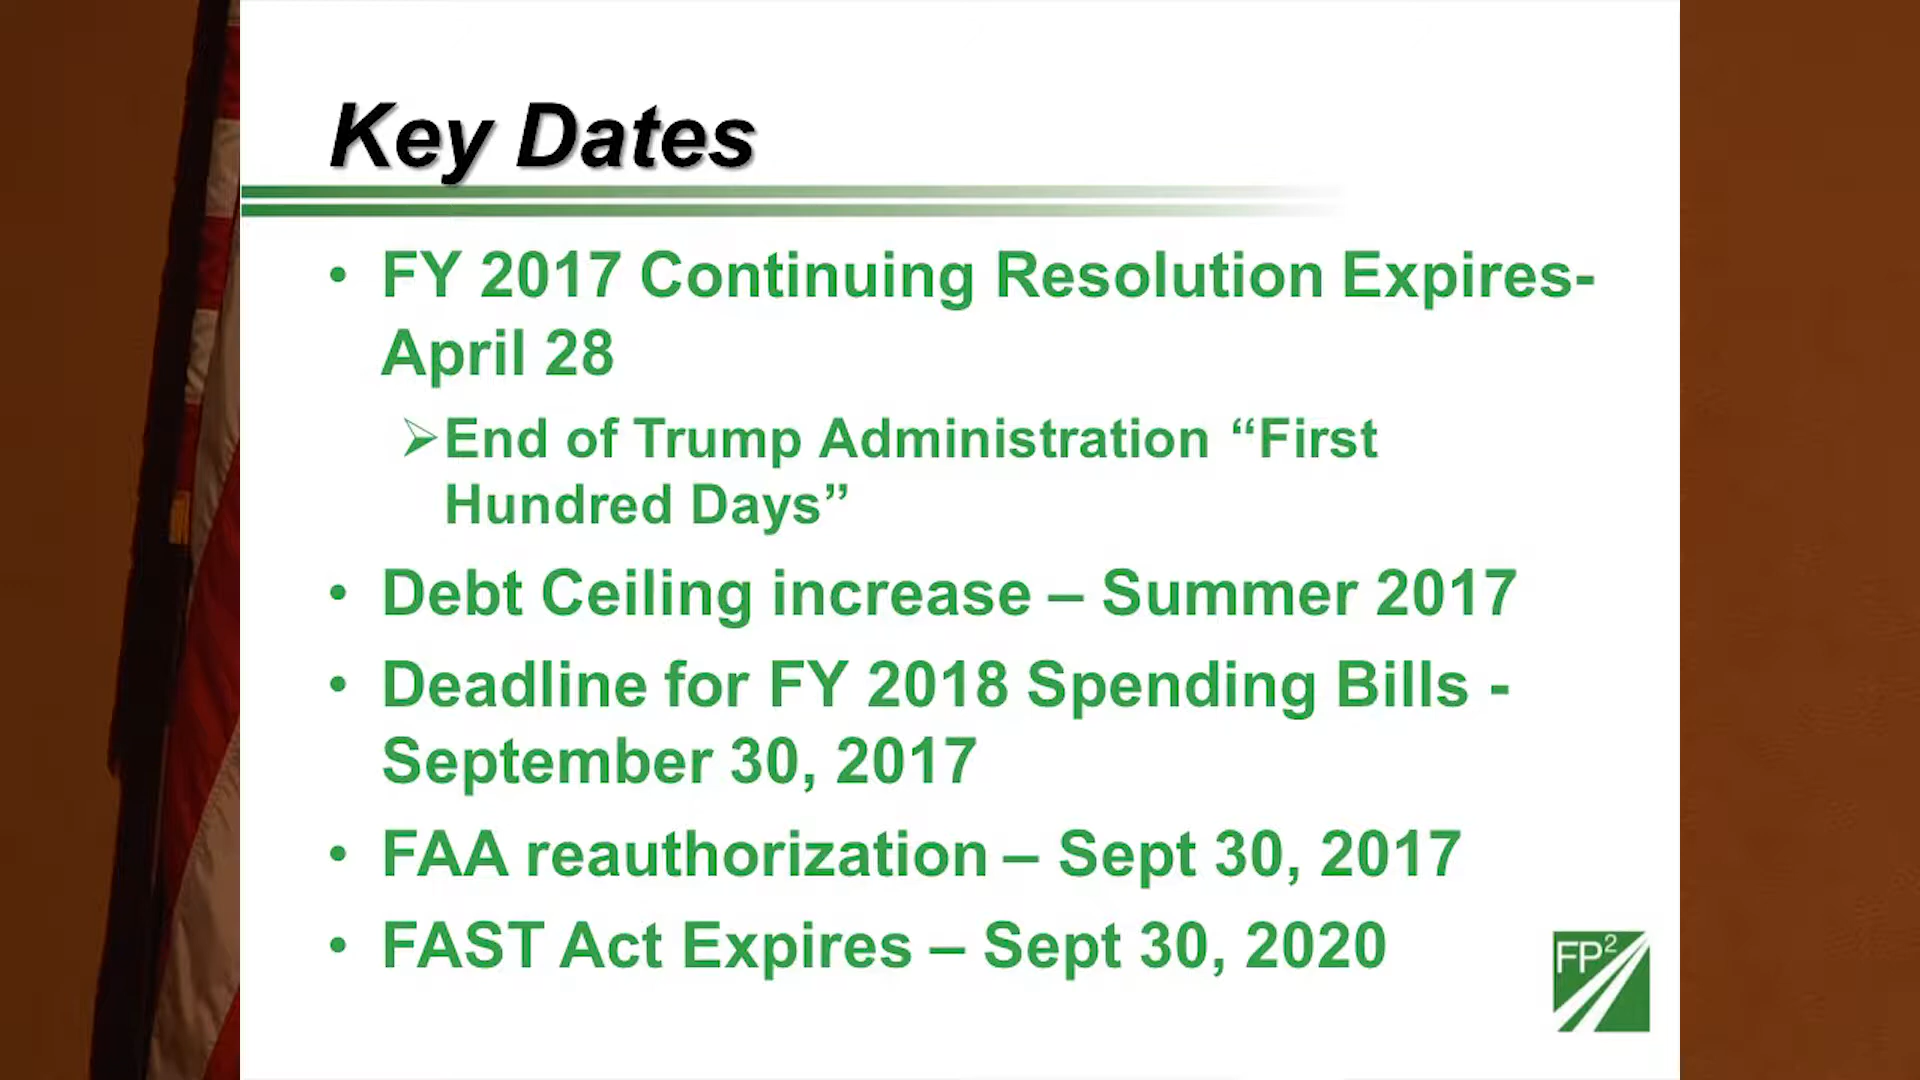 Key Dates
• FY 2017 Continuing Resolution Expires-
April 28
➢End of Trump Administration “First
Hundred Days”
• Debt Ceiling increase – Summer 2017
• Deadline for FY 2018 Spending Bills -
September 30, 2017
• FAA reauthorization – Sept 30, 2017
• FAST Act Expires – Sept 30, 2020
FP²